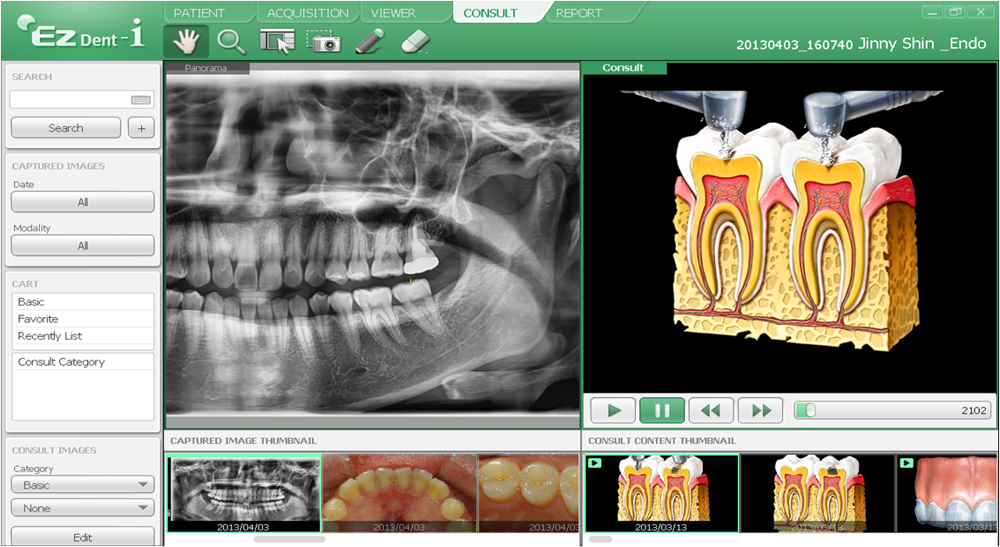 Ez Dent-i
PATIENT
ACQUISITION
VIEWER
CONSULT
REPORT
20130403_160740 Jinny Shin _Endo
SEARCH
Search
+
CAPTURED IMAGES
Date
All
Modality
All
CART
Basic
Favorite
Recently List
Consult Category
CONSULT IMAGES
Category
Basic
None
Edit
Panorama
Consult
2102
CAPTURED IMAGE THUMBNAIL
2013/04/03
2013/04/03
2013/04/03
CONSULT CONTENT THUMBNAIL
2013/03/13
2013/03/13
2013/03/13